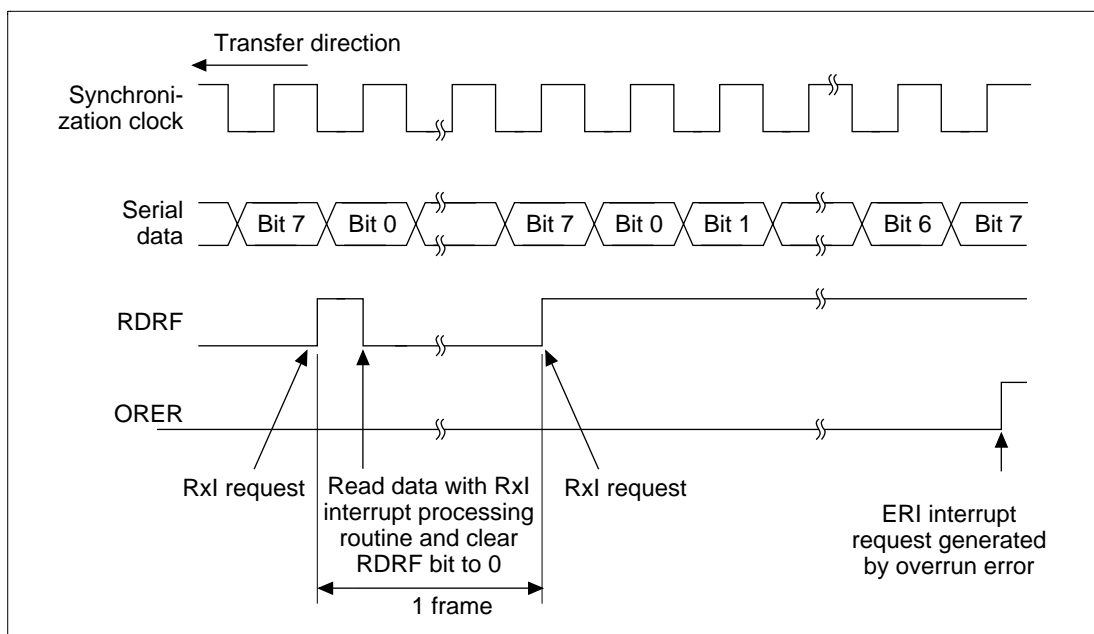 Transfer direction
Synchroni-
zation clock
Serial
data
Bit 7
Bit 0
Bit 7
Bit 0
Bit 1
Bit 6
Bit 7
RDRF
ORER
RxI request
Read data with RxI
interrupt processing
routine and clear
RDRF bit to 0
RxI request
ERI interrupt
request generated
by overrun error
1 frame